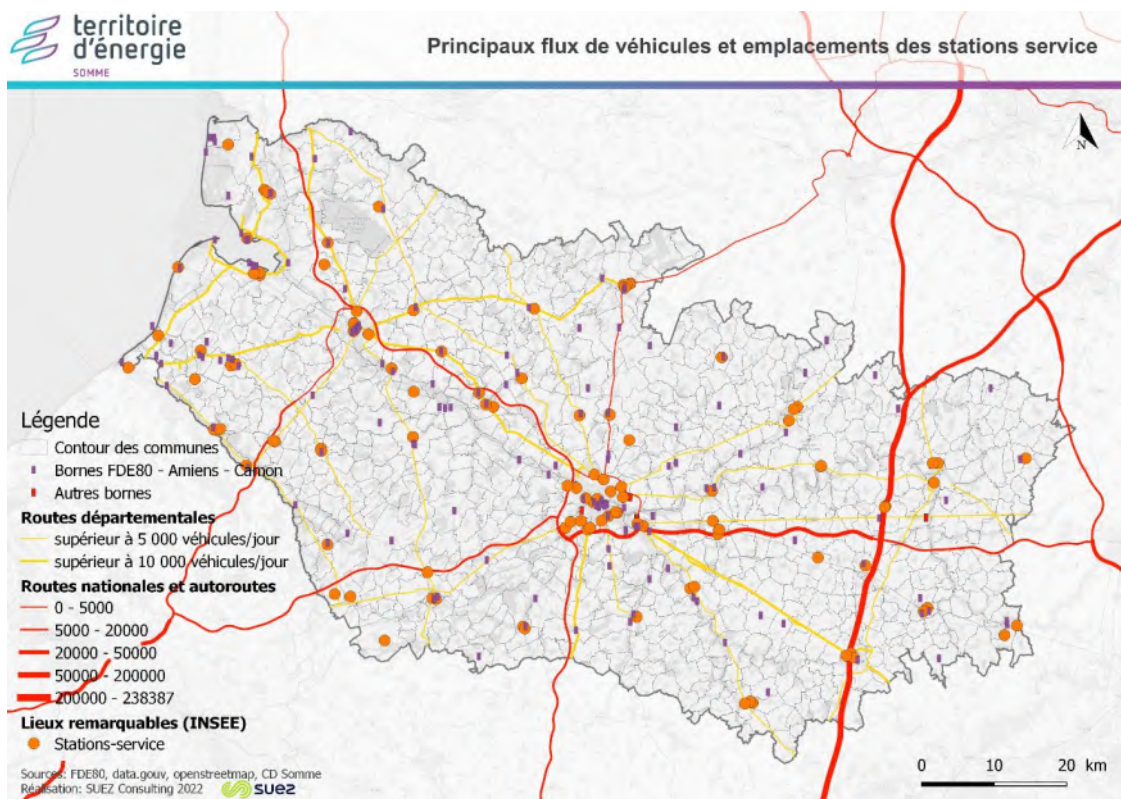 territoire
d'énergie
SOMME
Principaux flux de véhicules et emplacements des stations service
N
Légende
Contour des communes
Bornes FDE80 - Amiens - Camon
Autres bornes
Routes départementales
supérieur à 5 000 véhicules/jour
supérieur à 10 000 véhicules/jour
Routes nationales et autoroutes
0 - 5000
5000 - 20000
20000 - 50000
50000 - 200000
200000 - 238387
Lieux remarquables (INSEE)
Stations-service
Sources: FDE80, data.gouv, openstreetmap, CD Somme
Réalisation: SUEZ Consulting 2022
suez
0 10 20 km